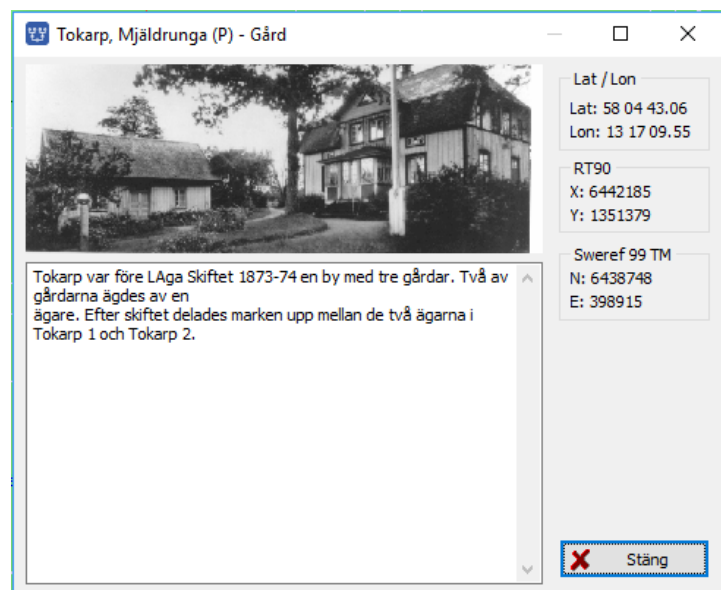 Tokarp, Mjäldrunga (P) - Gård
Lat / Lon
Lat: 58 04 43.06
Lon: 13 17 09.55
RT90
X: 6442185
Y: 1351379
Sweref 99 TM
N: 6438748
E: 398915
Tokarp var före LAga Skiftet 1873-74 en by med tre gårdar. Två av
gårdarna ägdes av en
ägare. Efter skiftet delades marken upp mellan de två ägarna i
Tokarp 1 och Tokarp 2.
Stäng